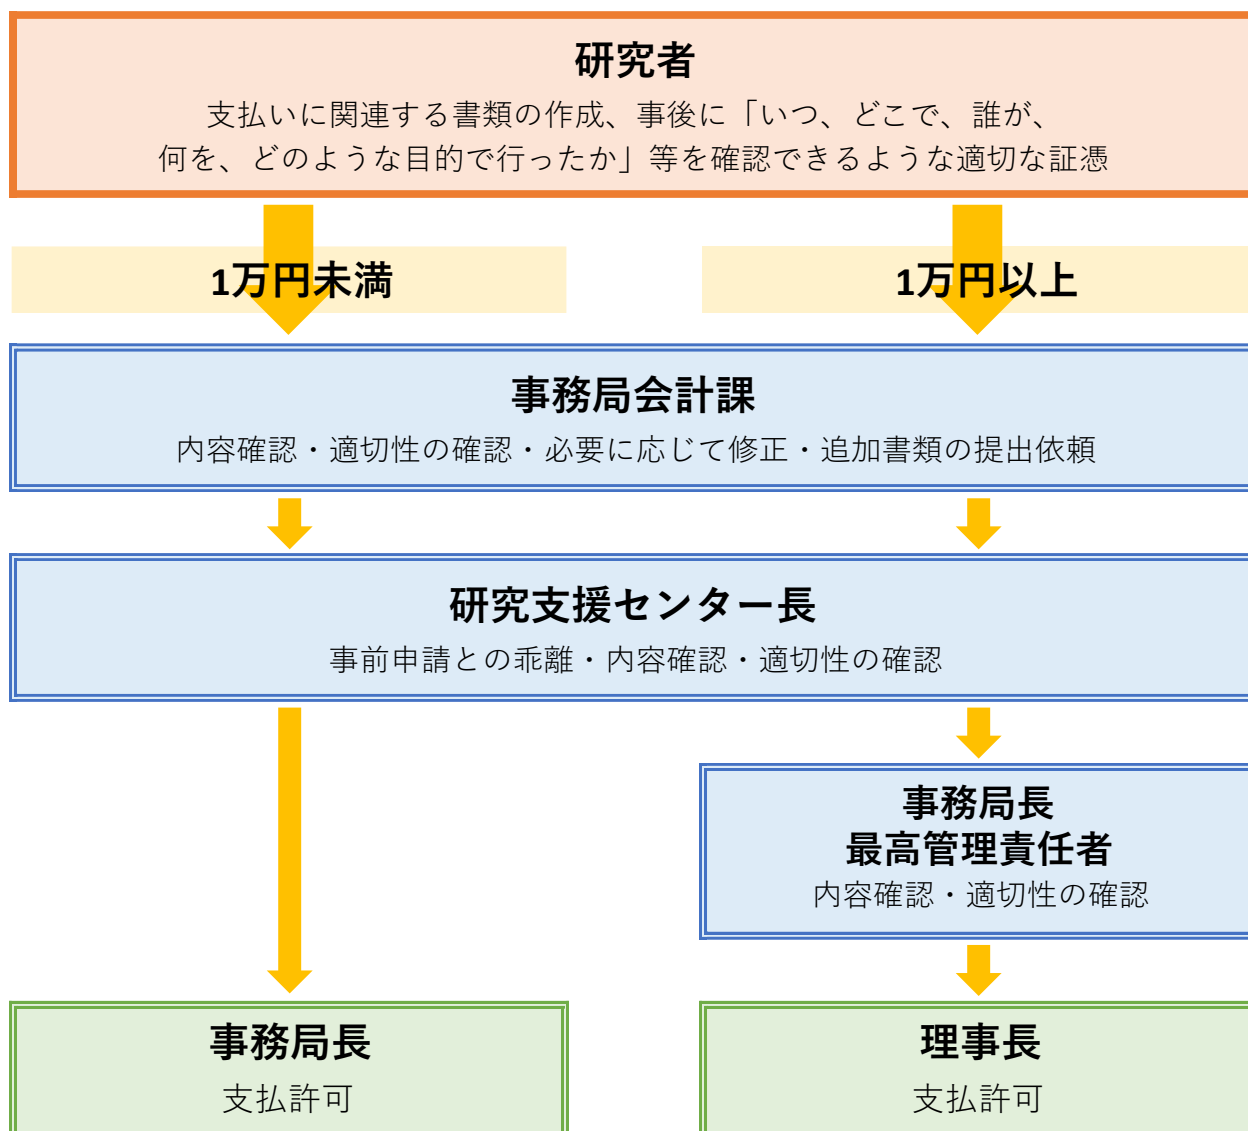 研究者
支払いに関連する書類の作成、事後に「いつ、どこで、誰が、
何を、どのような目的で行ったか」等を確認できるような適切な証憑
1万円未満
1万円以上
事務局会計課
内容確認・適切性の確認・必要に応じて修正・追加書類の提出依頼
研究支援センター長
事前申請との乖離・内容確認・適切性の確認
事務局長
最高管理責任者
内容確認・適切性の確認
事務局長
支払許可
理事長
支払許可